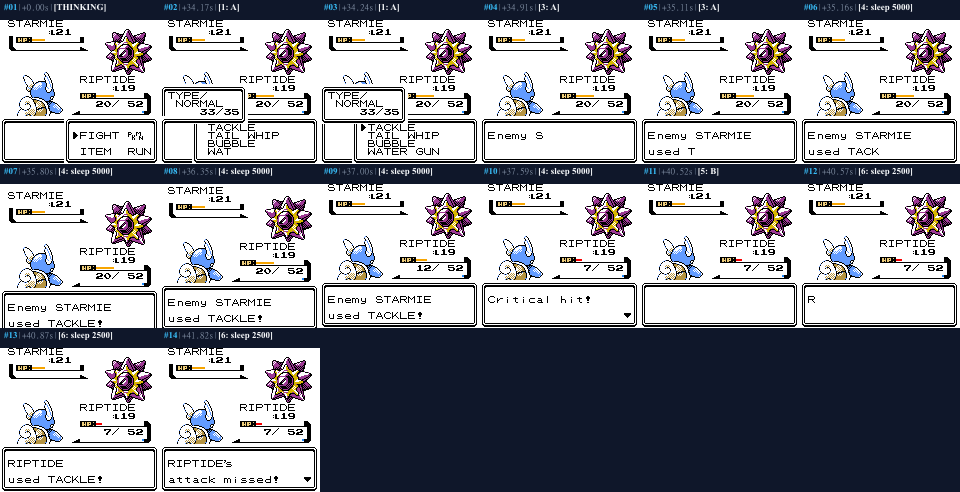 #01 | +0.00s | [THINKING]
STARMIE
:L21
HP:
RIPTIDE
:L19
HP:
20/ 52
▶FIGHT PKMN
ITEM RUN
#02 | +34.17s | [1: A]
STARMIE
:L21
HP:
RIPTIDE
:L19
20/ 52
TYPE/
NORMAL
33/35
TACKLE
TAIL WHIP
BUBBLE
WAT
#03 | +34.24s | [1: A]
STARMIE
:L21
HP:
RIPTIDE
:L19
20/ 52
TYPE/
NORMAL
33/35
▶TACKLE
TAIL WHIP
BUBBLE
WATER GUN
#04 | +34.91s | [3: A]
STARMIE
:L21
HP:
RIPTIDE
:L19
HP:
20/ 52
Enemy S
#05 | +35.11s | [3: A]
STARMIE
:L21
HP:
RIPTIDE
:L19
HP:
20/ 52
Enemy STARMIE
used T
#06 | +35.16s | [4: sleep 5000]
STARMIE
:L21
HP:
RIPTIDE
:L19
HP:
20/ 52
Enemy STARMIE
used TACK
#07 | +35.80s | [4: sleep 5000]
STARMIE
:L21
HP:
RIPTIDE
:L19
HP:
20/ 52
Enemy STARMIE
used TACKLE!
#08 | +36.35s | [4: sleep 5000]
STARMIE
:L21
HP:
RIPTIDE
:L19
HP:
20/ 52
Enemy STARMIE
used TACKLE!
#09 | +37.00s | [4: sleep 5000]
STARMIE
:L21
HP:
RIPTIDE
:L19
HP:
12/ 52
Enemy STARMIE
used TACKLE!
#10 | +37.59s | [4: sleep 5000]
STARMIE
:L21
HP:
RIPTIDE
:L19
HP:
7/ 52
Critical hit!
#11 | +40.52s | [5: B]
STARMIE
:L21
HP:
RIPTIDE
:L19
HP:
7/ 52
#12 | +40.57s | [6: sleep 2500]
STARMIE
:L21
HP:
RIPTIDE
:L19
HP:
7/ 52
R
#13 | +40.87s | [6: sleep 2500]
STARMIE
:L21
HP:
RIPTIDE
:L19
HP:
7/ 52
RIPTIDE
used TACKLE!
#14 | +41.82s | [6: sleep 2500]
STARMIE
:L21
HP:
RIPTIDE
:L19
HP:
7/ 52
RIPTIDE's
attack missed!